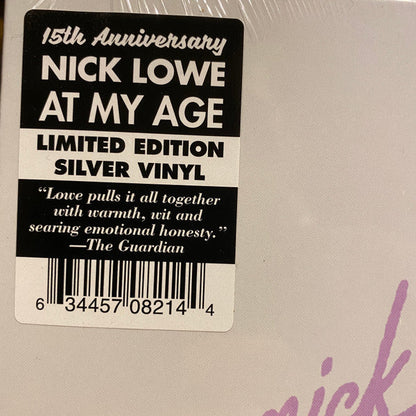 15th Anniversary
NICK LOWE
AT MY AGE
LIMITED EDITION
SILVER VINYL
“Lowe pulls it all together
with warmth, wit and
searing emotional honesty.”
—The Guardian
6 34457 08214 4
nick